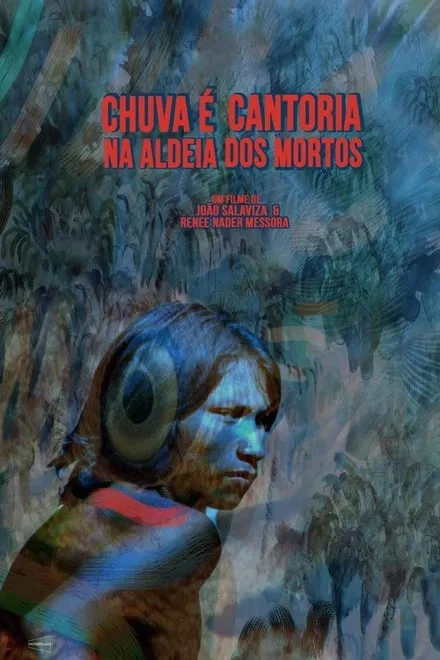 CHUVA É CANTORIA
NA ALDEIA DOS MORTOS
UM FILME DE
JOÃO SALAVIZA &
RENÉE NADER MESSORA